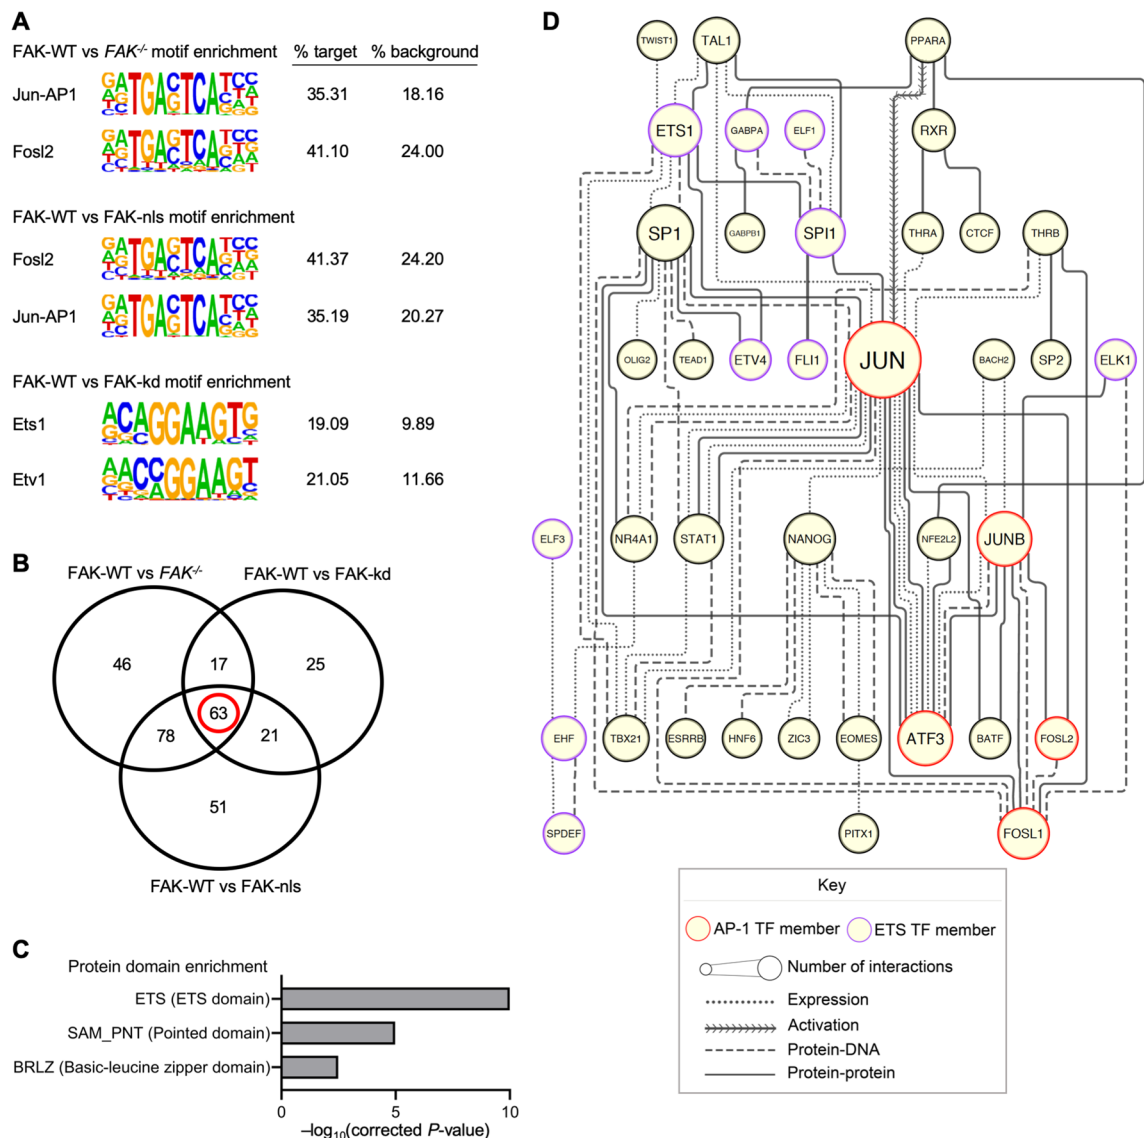 A
FAK-WT vs FAK-/- motif enrichment % target % background
Jun-AP1 35.31 18.16
Fosl2 41.10 24.00
FAK-WT vs FAK-nls motif enrichment
Fosl2 41.37 24.20
Jun-AP1 35.19 20.27
FAK-WT vs FAK-kd motif enrichment
Ets1 19.09 9.89
Etv1 21.05 11.66
B
FAK-WT vs FAK-/- FAK-WT vs FAK-kd
46 17 25
63
78 21
51
FAK-WT vs FAK-nls
C
Protein domain enrichment
ETS (ETS domain)
SAM_PNT (Pointed domain)
BRLZ (Basic-leucine zipper domain)
0 5 10
–log10(corrected P-value)
D
TWIST1 TAL1 PPARA
ETS1 GABPA ELF1 RXR
SP1 GABPB1 SPI1 THRA CTCF THRB
OLIG2 TEAD1 ETV4 FLI1 JUN BACH2 SP2 ELK1
ELF3 NR4A1 STAT1 NANOG NFE2L2 JUNB
EHF TBX21 ESRRB HNF6 ZIC3 EOMES ATF3 BATF FOSL2
SPDEF PITX1 FOSL1
Key
AP-1 TF member ETS TF member
Number of interactions
Expression
Activation
Protein-DNA
Protein-protein